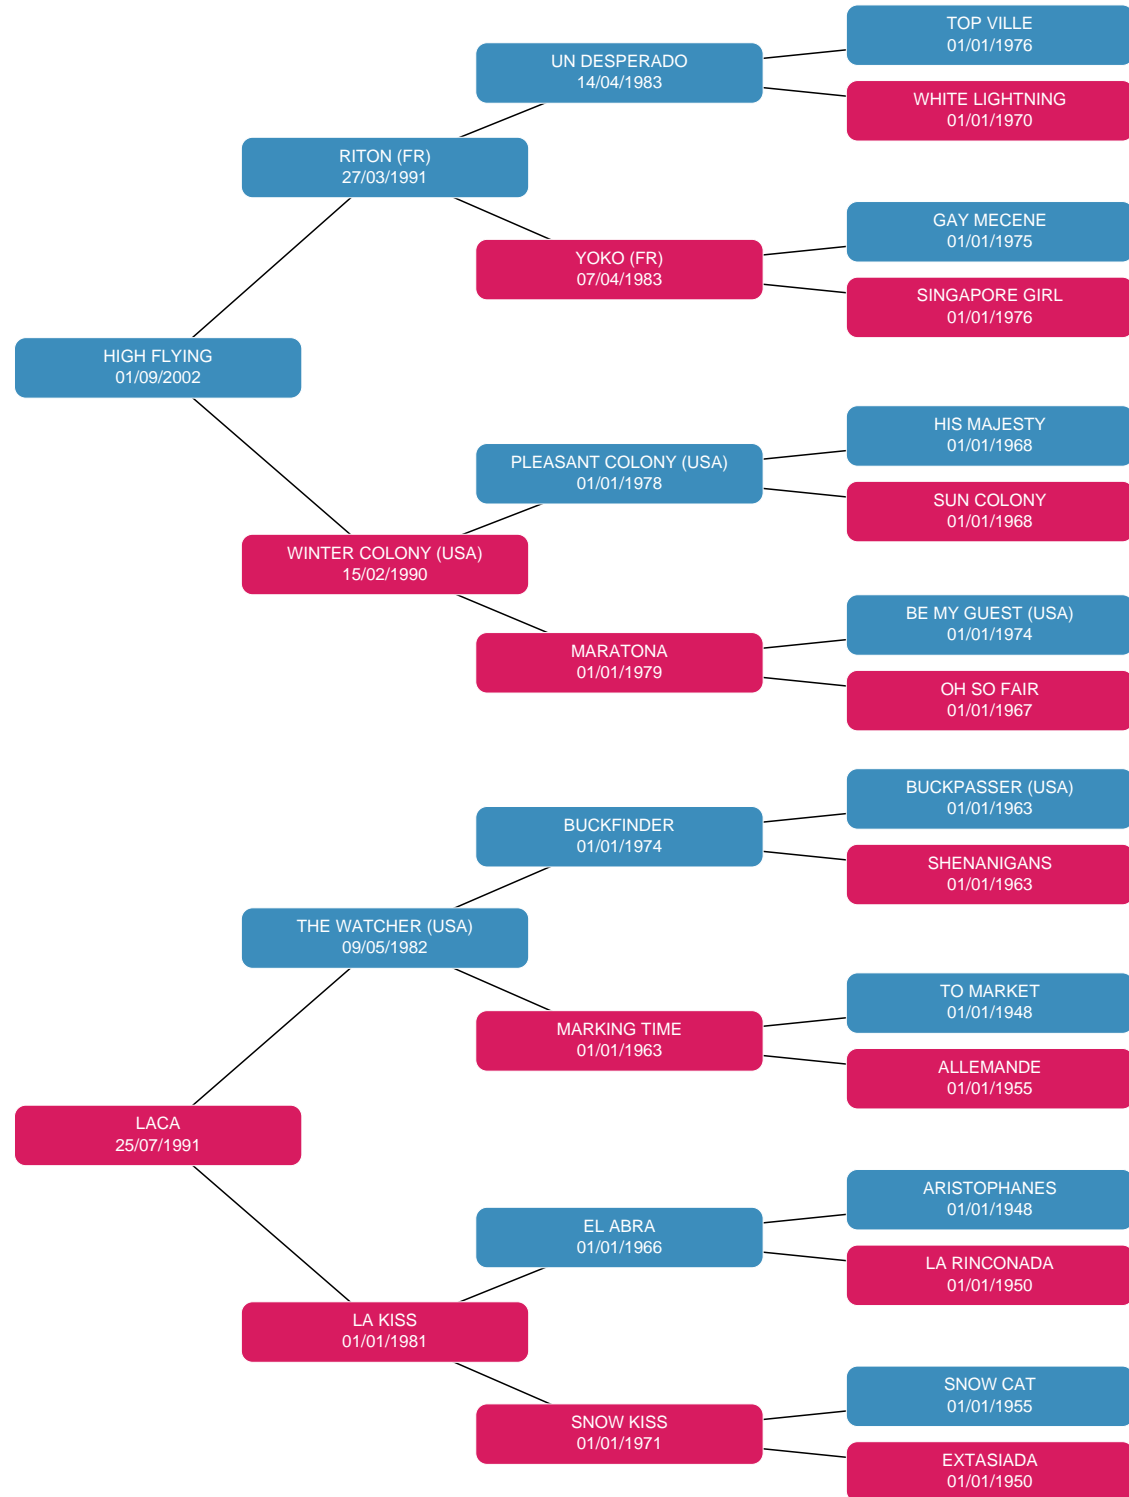 TOP VILLE
01/01/1976
UN DESPERADO
14/04/1983
WHITE LIGHTNING
01/01/1970
RITON (FR)
27/03/1991
GAY MECENE
01/01/1975
YOKO (FR)
07/04/1983
SINGAPORE GIRL
01/01/1976
HIGH FLYING
01/09/2002
HIS MAJESTY
01/01/1968
PLEASANT COLONY (USA)
01/01/1978
SUN COLONY
01/01/1968
WINTER COLONY (USA)
15/02/1990
BE MY GUEST (USA)
01/01/1974
MARATONA
01/01/1979
OH SO FAIR
01/01/1967
BUCKPASSER (USA)
01/01/1963
BUCKFINDER
01/01/1974
SHENANIGANS
01/01/1963
THE WATCHER (USA)
09/05/1982
TO MARKET
01/01/1948
MARKING TIME
01/01/1963
ALLEMANDE
01/01/1955
LACA
25/07/1991
ARISTOPHANES
01/01/1948
EL ABRA
01/01/1966
LA RINCONADA
01/01/1950
LA KISS
01/01/1981
SNOW CAT
01/01/1955
SNOW KISS
01/01/1971
EXTASIADA
01/01/1950